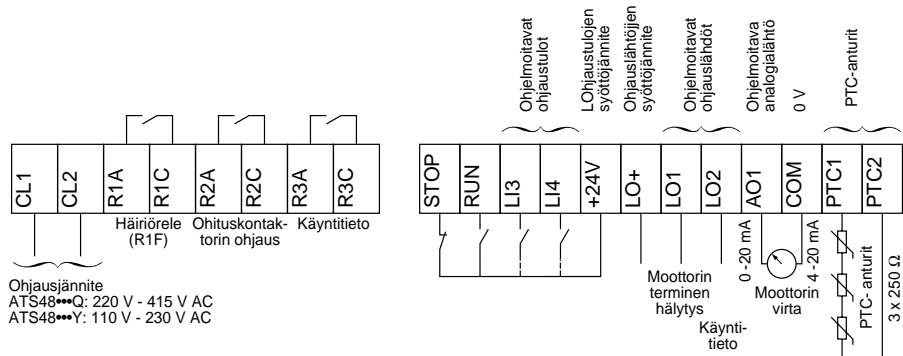 CL1
CL2
R1A
R1C
R2A
R2C
R3A
R3C
Häiriörele
(R1F)
Ohituskontak-
torin ohjaus
Käyntitieto
Ohjausjännite
ATS48•••Q: 220 V - 415 V AC
ATS48•••Y: 110 V - 230 V AC
Ohjelmoitavat
ohjaustulot
LOhjaustulojen
syöttöjännite
Ohjauslähtöjjen
syöttöjännite
Ohjelmoitavat
ohjauslähdöt
Ohjelmoitava
analogialähtö
0 V
PTC-anturit
STOP
RUN
LI3
LI4
+24V
LO+
LO1
LO2
AO1
COM
PTC1
PTC2
Moottorin
terminen
hälytys
Käynti-
tieto
0 -20 mA
4 -20 mA
Moottorin
virta
PTC- anturit
3 x 250 Ω